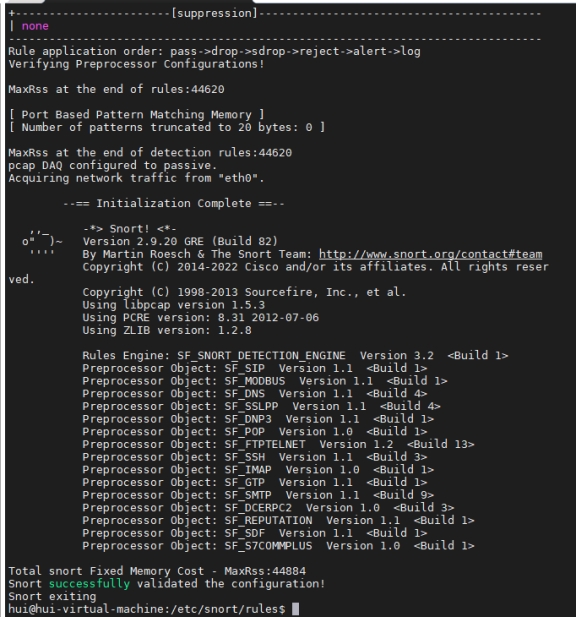 +-----------------------[suppression]------------------------------------------
| none
-------------------------------------------------------------------------------
Rule application order: pass->drop->sdrop->reject->alert->log
Verifying Preprocessor Configurations!
MaxRss at the end of rules:44620
[ Port Based Pattern Matching Memory ]
[ Number of patterns truncated to 20 bytes: 0 ]
MaxRss at the end of detection rules:44620
pcap DAQ configured to passive.
Acquiring network traffic from "eth0".
--== Initialization Complete ==--
,,_ -*> Snort! <*-
o" )~ Version 2.9.20 GRE (Build 82)
'''' By Martin Roesch & The Snort Team: http://www.snort.org/contact#team
Copyright (C) 2014-2022 Cisco and/or its affiliates. All rights reser
ved.
Copyright (C) 1998-2013 Sourcefire, Inc., et al.
Using libpcap version 1.5.3
Using PCRE version: 8.31 2012-07-06
Using ZLIB version: 1.2.8
Rules Engine: SF_SNORT_DETECTION_ENGINE Version 3.2 <Build 1>
Preprocessor Object: SF_SIP Version 1.1 <Build 1>
Preprocessor Object: SF_MODBUS Version 1.1 <Build 1>
Preprocessor Object: SF_DNS Version 1.1 <Build 4>
Preprocessor Object: SF_SSLPP Version 1.1 <Build 4>
Preprocessor Object: SF_DNP3 Version 1.1 <Build 1>
Preprocessor Object: SF_POP Version 1.0 <Build 1>
Preprocessor Object: SF_FTPTELNET Version 1.2 <Build 13>
Preprocessor Object: SF_SSH Version 1.1 <Build 3>
Preprocessor Object: SF_IMAP Version 1.0 <Build 1>
Preprocessor Object: SF_GTP Version 1.1 <Build 1>
Preprocessor Object: SF_SMTP Version 1.1 <Build 9>
Preprocessor Object: SF_DCERPC2 Version 1.0 <Build 3>
Preprocessor Object: SF_REPUTATION Version 1.1 <Build 1>
Preprocessor Object: SF_SDF Version 1.1 <Build 1>
Preprocessor Object: SF_S7COMMPLUS Version 1.0 <Build 1>
Total snort Fixed Memory Cost - MaxRss:44884
Snort successfully validated the configuration!
Snort exiting
hui@hui-virtual-machine:/etc/snort/rules$